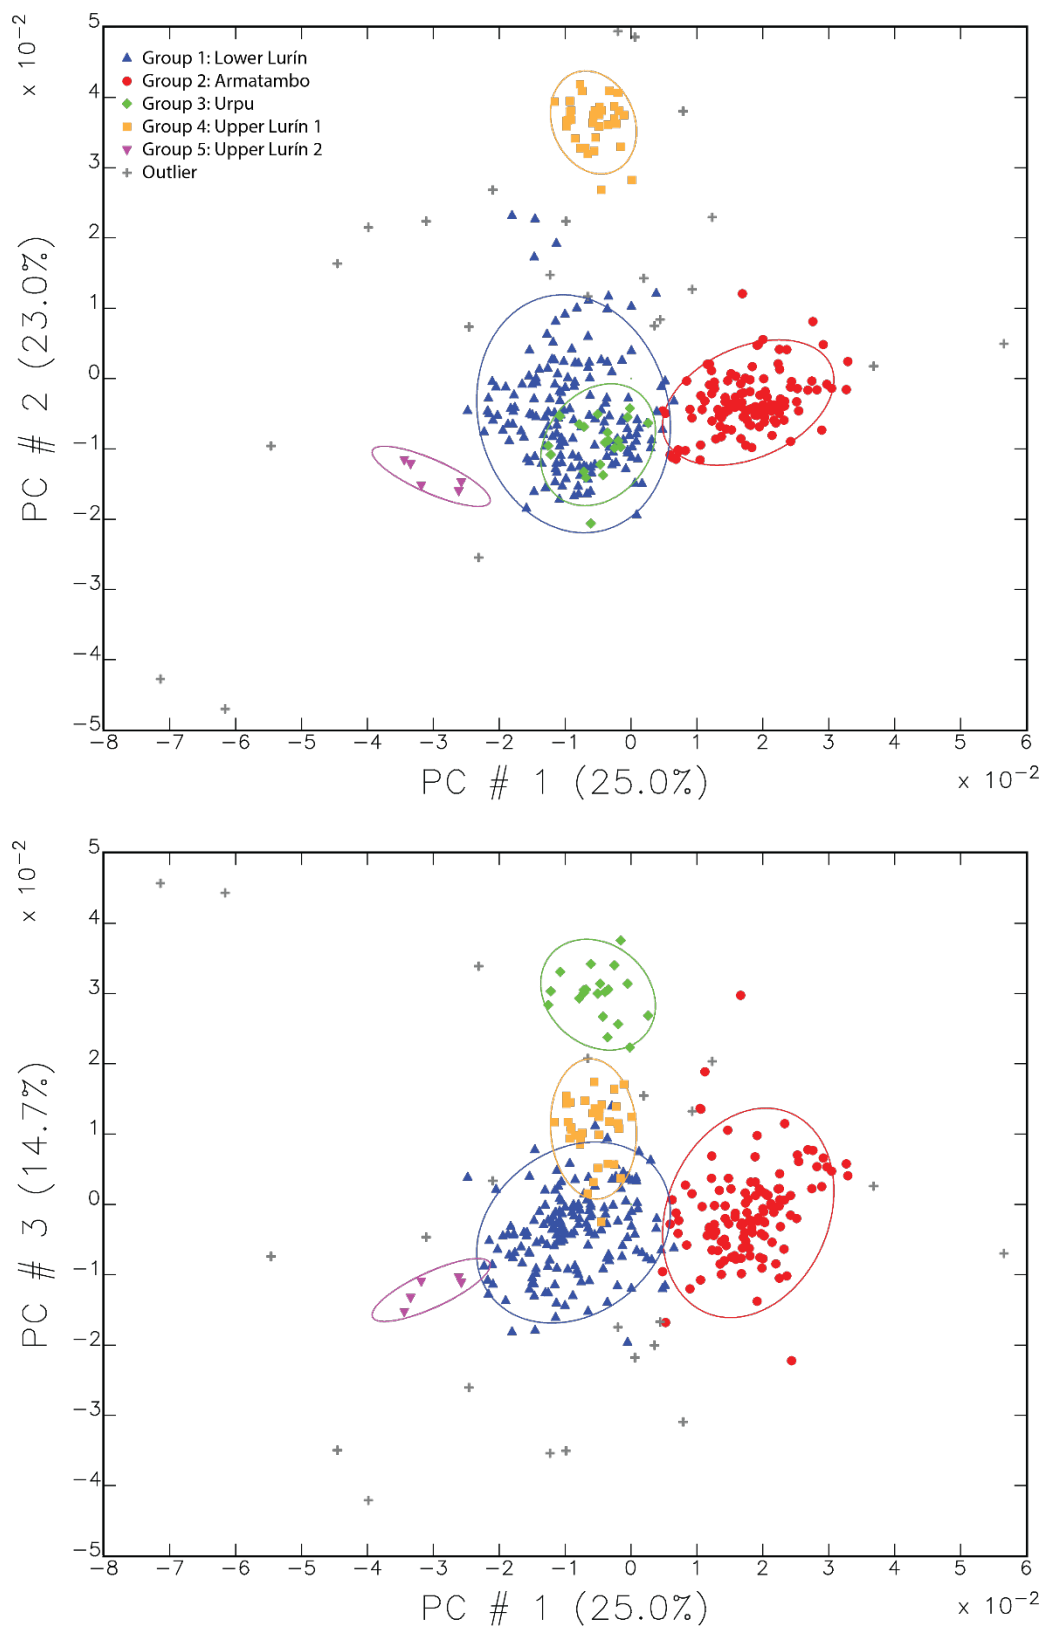 5
x 10⁻²
Group 1: Lower Lurín
Group 2: Armatambo
Group 3: Urpu
Group 4: Upper Lurín 1
Group 5: Upper Lurín 2
Outlier
4
3
2
1
0
−1
−2
−3
−4
−5
PC # 2 (23.0%)
−8 −7 −6 −5 −4 −3 −2 −1 0 1 2 3 4 5 6
PC # 1 (25.0%)
x 10⁻²
5
x 10⁻²
4
3
2
1
0
−1
−2
−3
−4
−5
PC # 3 (14.7%)
−8 −7 −6 −5 −4 −3 −2 −1 0 1 2 3 4 5 6
PC # 1 (25.0%)
x 10⁻²